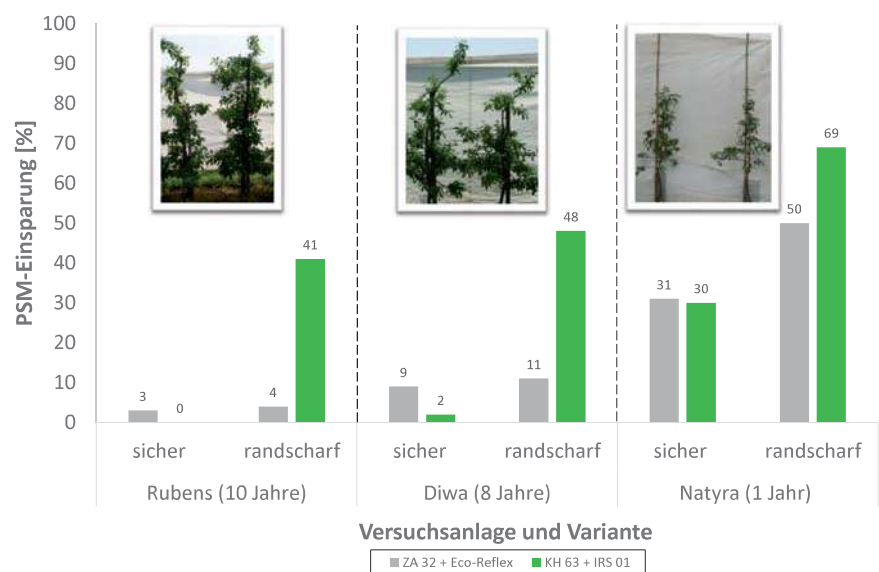 PSM-Einsparung [%]
100
90
80
70
60
50
40
30
20
10
0
3
0
4
41
9
2
11
48
31
30
50
69
sicher
randscharf
sicher
randscharf
sicher
randscharf
Rubens (10 Jahre)
Diwa (8 Jahre)
Natyra (1 Jahr)
Versuchsanlage und Variante
ZA 32 + Eco-Reflex
KH 63 + IRS 01